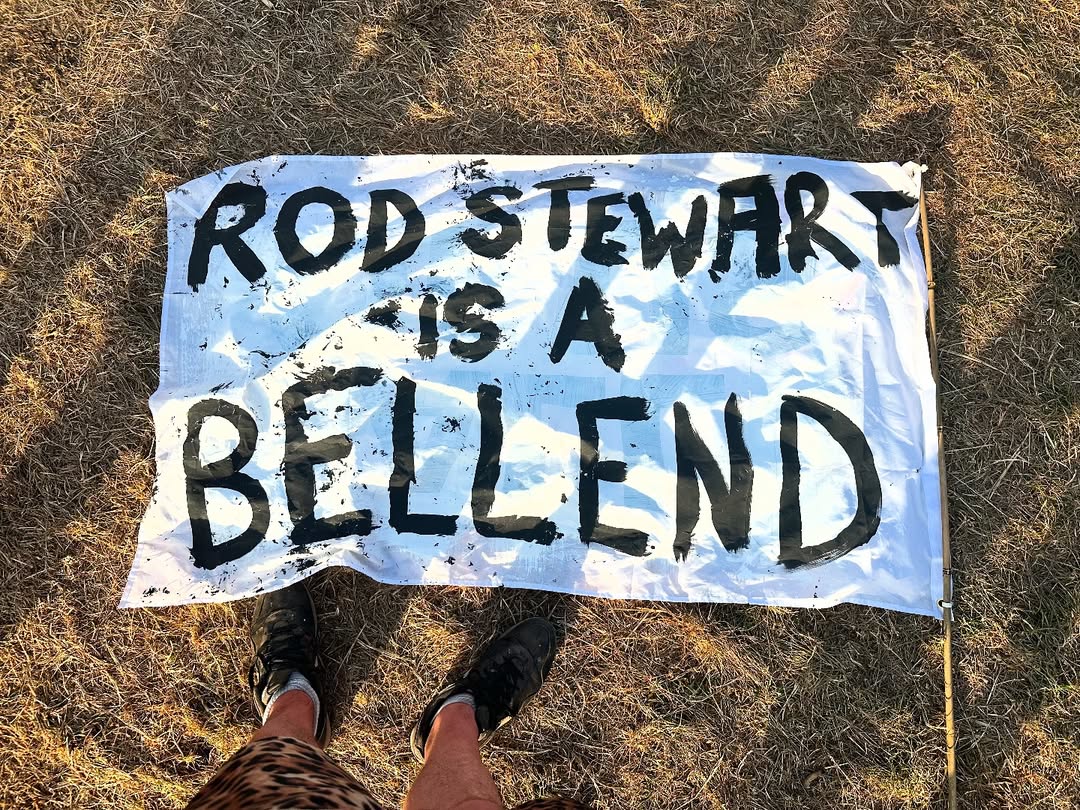 ROD STEWART
IS A
BELLEND